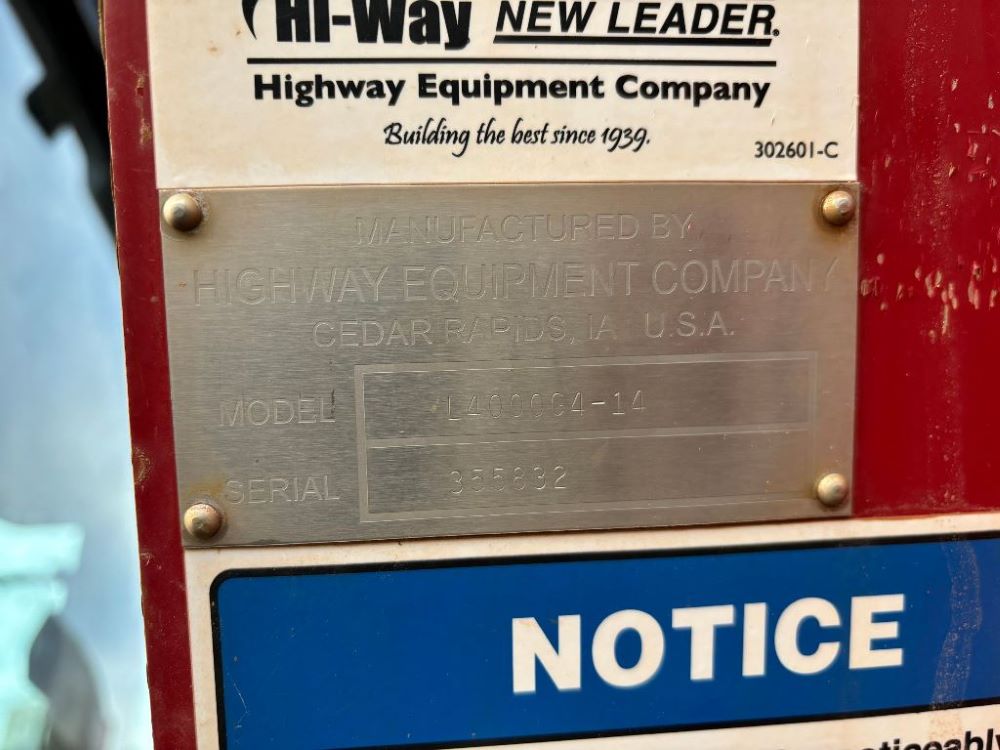 Hi-Way NEW LEADER®
Highway Equipment Company
Building the best since 1939.
302601-C
MANUFACTURED BY
HIGHWAY EQUIPMENT COMPANY
CEDAR RAPIDS, IA U.S.A.
MODEL L4000G4-14
SERIAL 355832
NOTICE